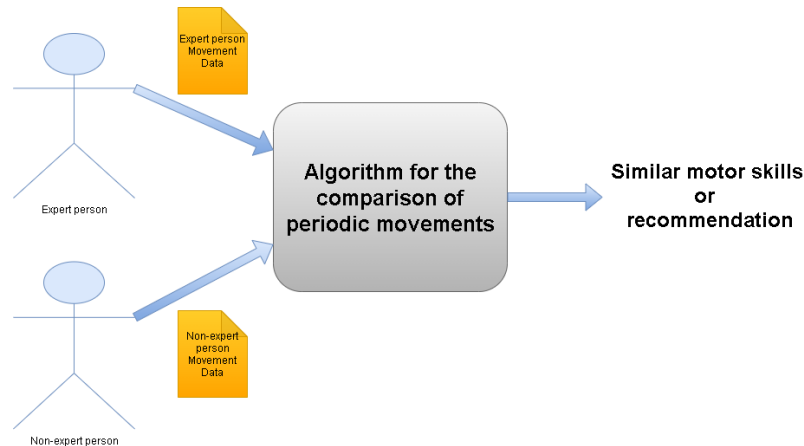 Expert person
Movement
Data
Expert person
Algorithm for the
comparison of
periodic movements
Similar motor skills
or
recommendation
Non-expert
person
Movement
Data
Non-expert person